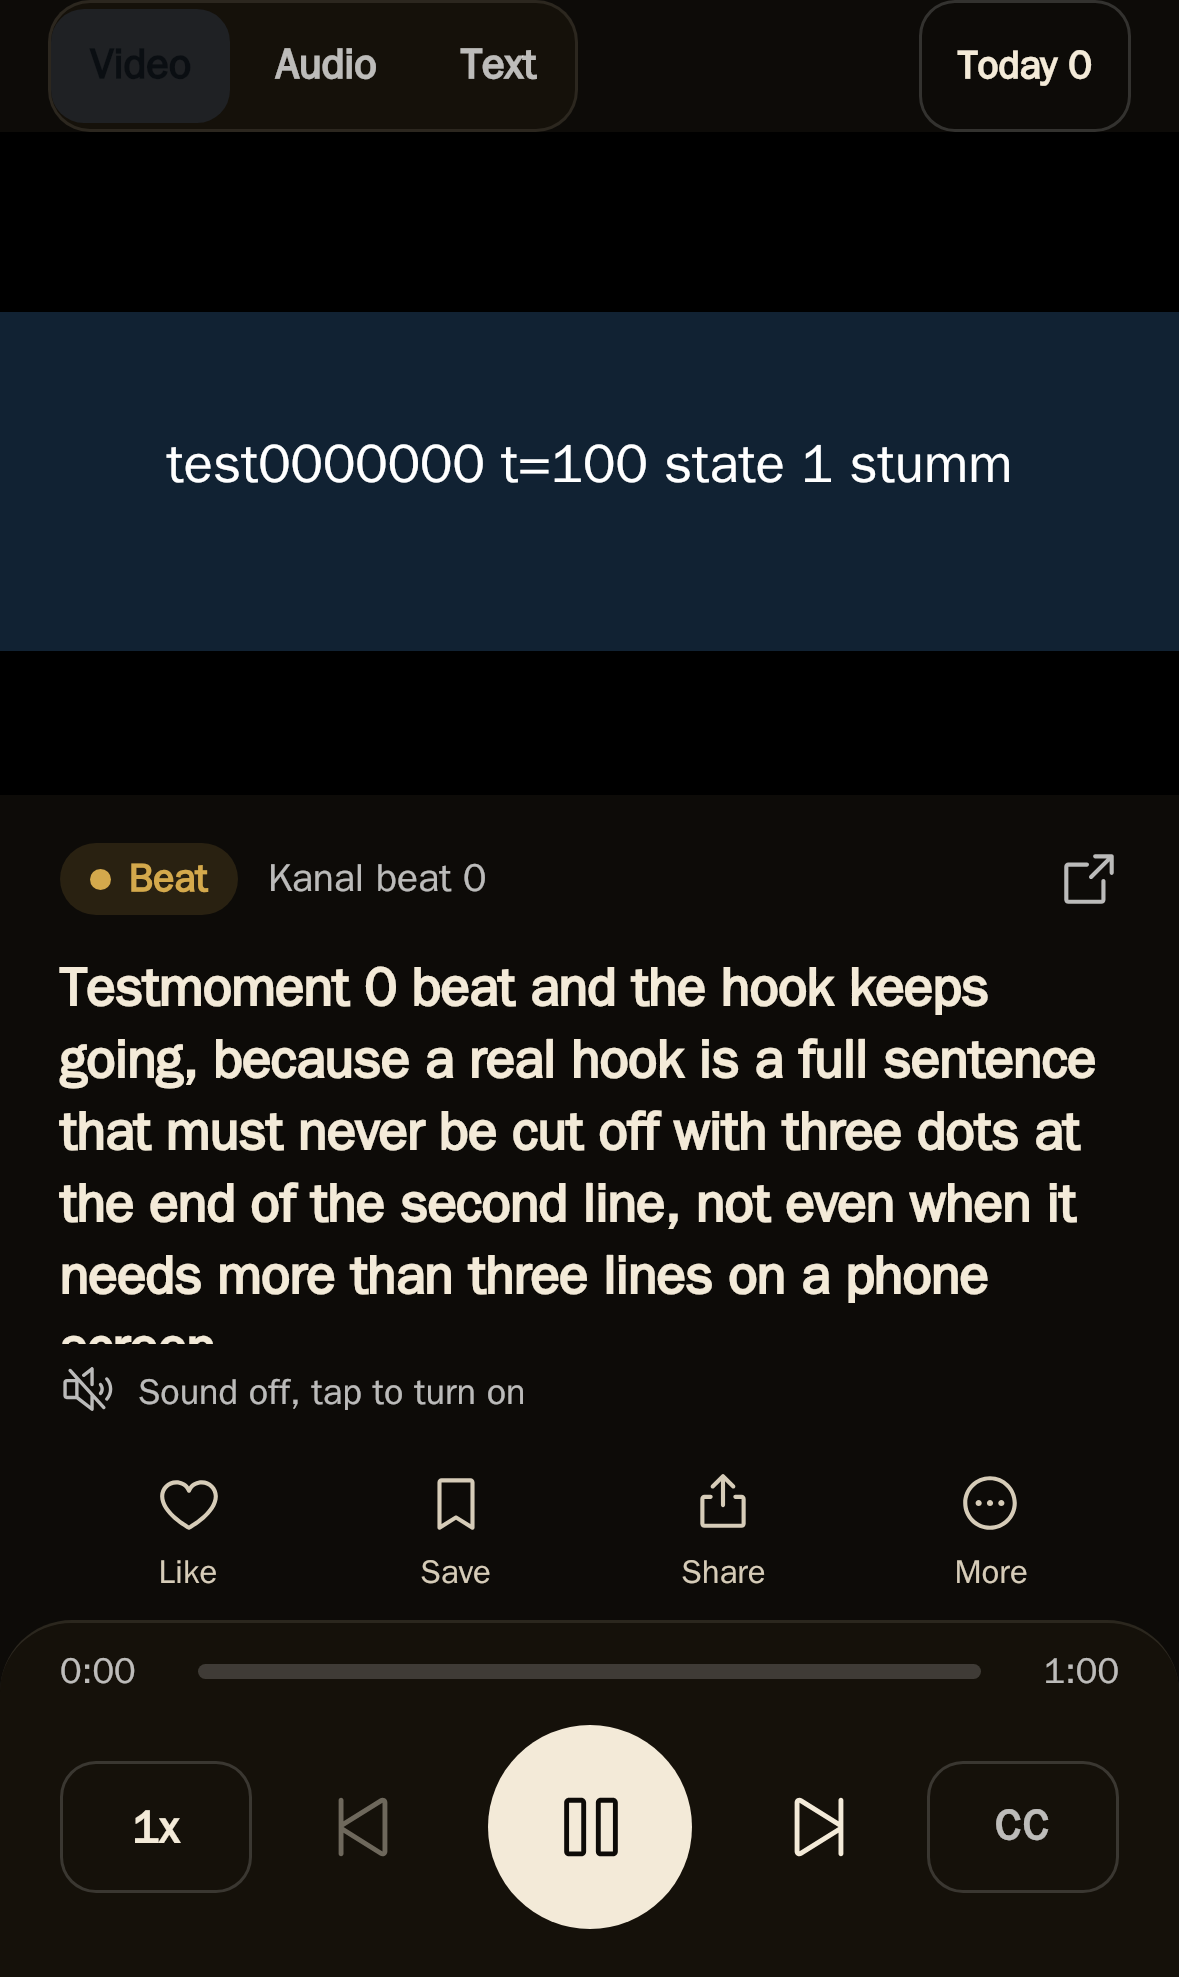 Video Audio Text Today 0
test0000000 t=100 state 1 stumm
Beat Kanal beat 0
Testmoment 0 beat and the hook keeps
going, because a real hook is a full sentence
that must never be cut off with three dots at
the end of the second line, not even when it
needs more than three lines on a phone
Sound off, tap to turn on
Like Save Share More
0:00 1:00
1x CC